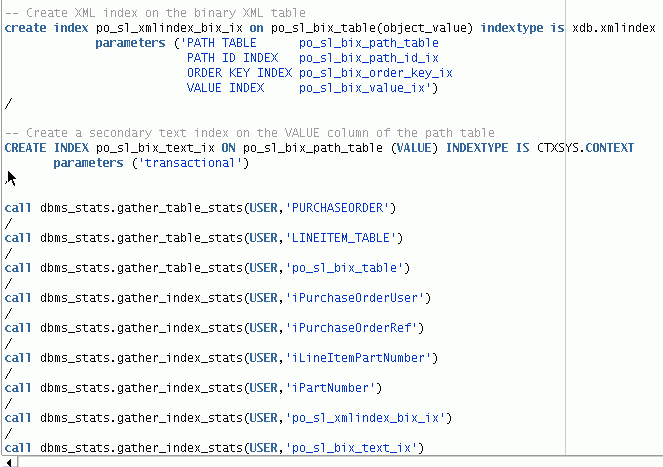 -- Create XML index on the binary XML table
create index po_sl_xmlindex_bix_ix on po_sl_bix_table(object_value) indextype is xdb.xmlindex
parameters ('PATH TABLE po_sl_bix_path_table
PATH ID INDEX po_sl_bix_path_id_ix
ORDER KEY INDEX po_sl_bix_order_key_ix
VALUE INDEX po_sl_bix_value_ix')
/
-- Create a secondary text index on the VALUE column of the path table
CREATE INDEX po_sl_bix_text_ix ON po_sl_bix_path_table (VALUE) INDEXTYPE IS CTXSYS.CONTEXT
parameters ('transactional')
/
call dbms_stats.gather_table_stats(USER,'PURCHASEORDER')
/
call dbms_stats.gather_table_stats(USER,'LINEITEM_TABLE')
/
call dbms_stats.gather_table_stats(USER,'po_sl_bix_table')
/
call dbms_stats.gather_index_stats(USER,'iPurchaseOrderUser')
/
call dbms_stats.gather_index_stats(USER,'iPurchaseOrderRef')
/
call dbms_stats.gather_index_stats(USER,'iLineItemPartNumber')
/
call dbms_stats.gather_index_stats(USER,'iPartNumber')
/
call dbms_stats.gather_index_stats(USER,'po_sl_xmlindex_bix_ix')
/
call dbms_stats.gather_index_stats(USER,'po_sl_bix_text_ix')